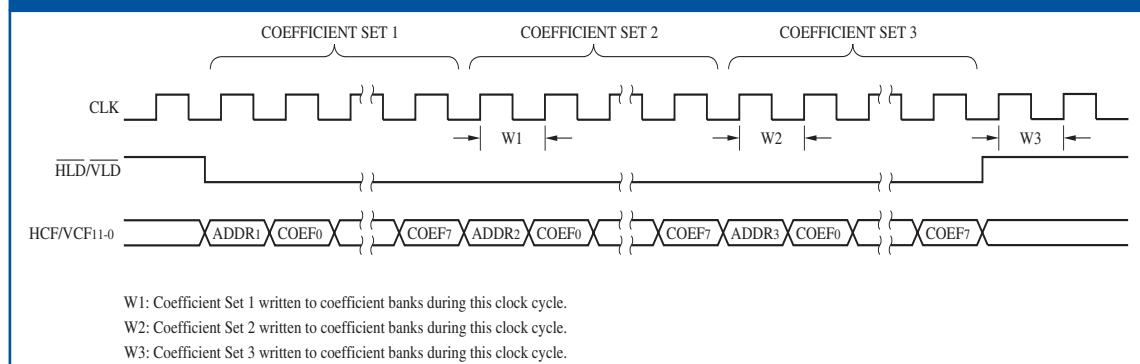 COEFFICIENT SET 1 COEFFICIENT SET 2 COEFFICIENT SET 3
CLK
W1 W2 W3
HLD/VLD
HCF/VCF11-0 ADDR1 COEF0 COEF7 ADDR2 COEF0 COEF7 ADDR3 COEF0 COEF7
W1: Coefficient Set 1 written to coefficient banks during this clock cycle.
W2: Coefficient Set 2 written to coefficient banks during this clock cycle.
W3: Coefficient Set 3 written to coefficient banks during this clock cycle.